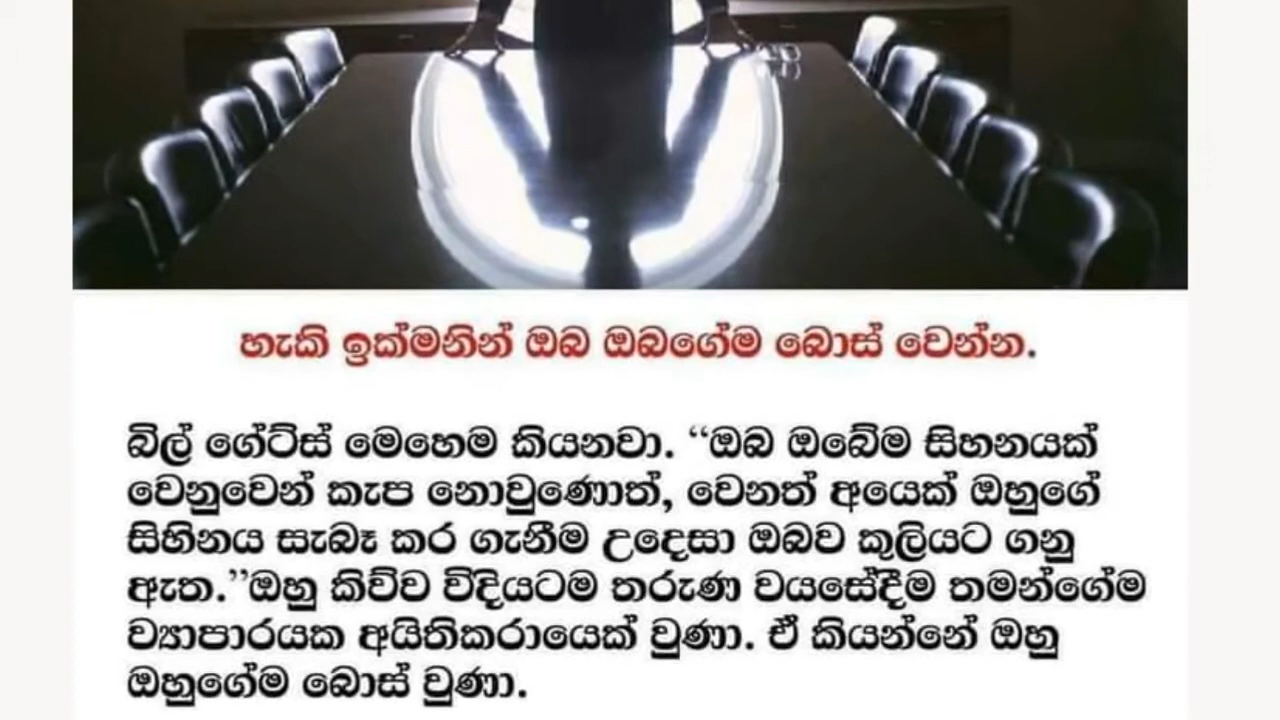 හැකි ඉක්මනින් ඔබ ඔබගේම බොස් වෙන්න.
බිල් ගේට්ස් මෙහෙම කියනවා. “ඔබ ඔබේම සිහනයක්
වෙනුවෙන් කැප නොවුණොත්, වෙනත් අයෙක් ඔහුගේ
සිහිනය සැබෑ කර ගැනීම උදෙසා ඔබව කුලියට ගනු
ඇත.”ඔහු කිව්ව විදියටම තරුණ වයසේදීම තමන්ගේම
ව්‍යාපාරයක අයිතිකරායෙක් වුණා. ඒ කියන්නේ ඔහු
ඔහුගේම බොස් වුණා.